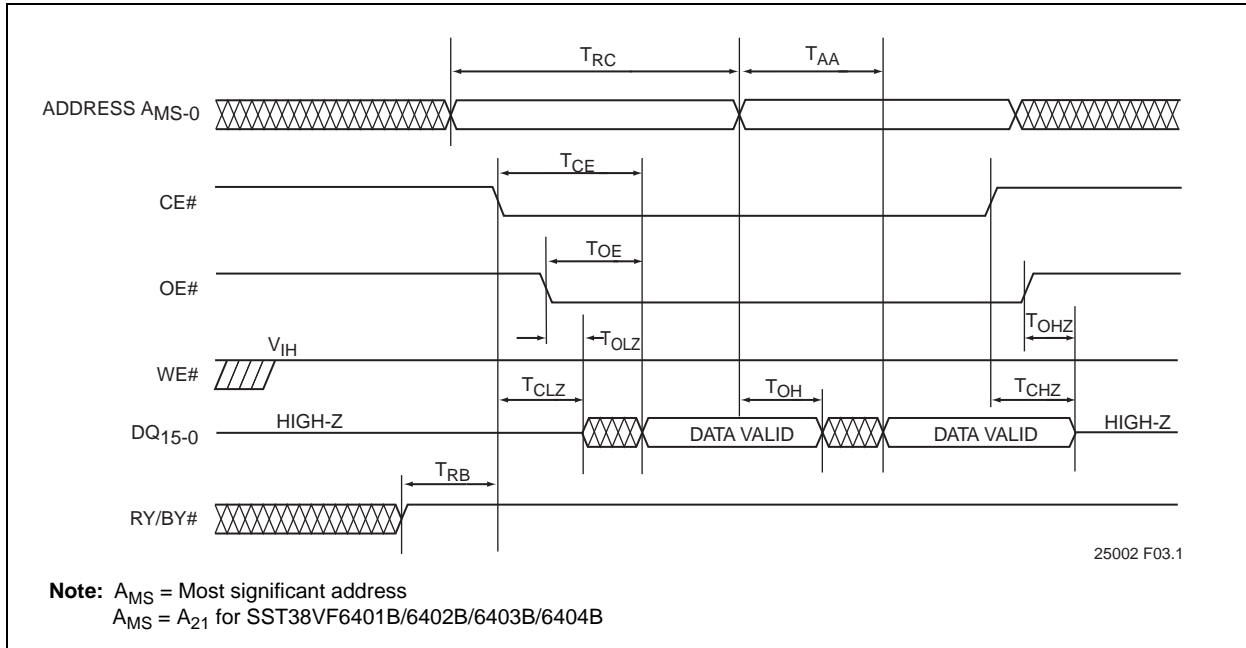 TRC
TAA
ADDRESS AMS-0
TCE
CE#
TOE
OE#
TOLZ
TOHZ
VIH
WE#
TCLZ
TOH
TCHZ
DQ15-0
HIGH-Z
DATA VALID
DATA VALID
HIGH-Z
TRB
RY/BY#
25002 F03.1
Note: AMS = Most significant address
AMS = A21 for SST38VF6401B/6402B/6403B/6404B